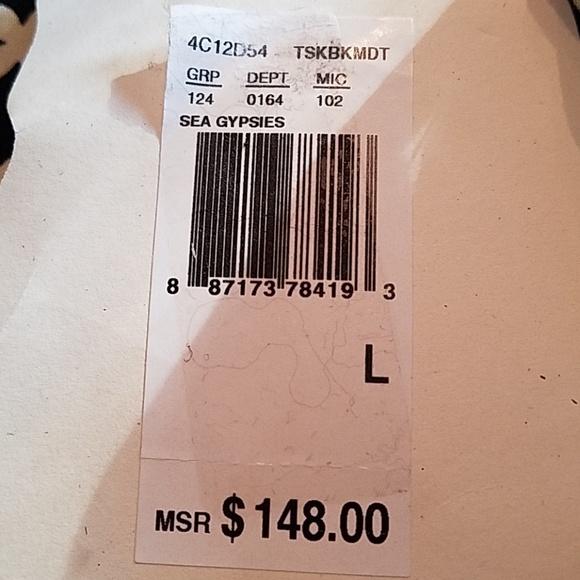 4C12D54 TSKBKMDT
GRP DEPT MIC
124 0164 102
SEA GYPSIES
8 87173 78419 3
L
MSR $148.00